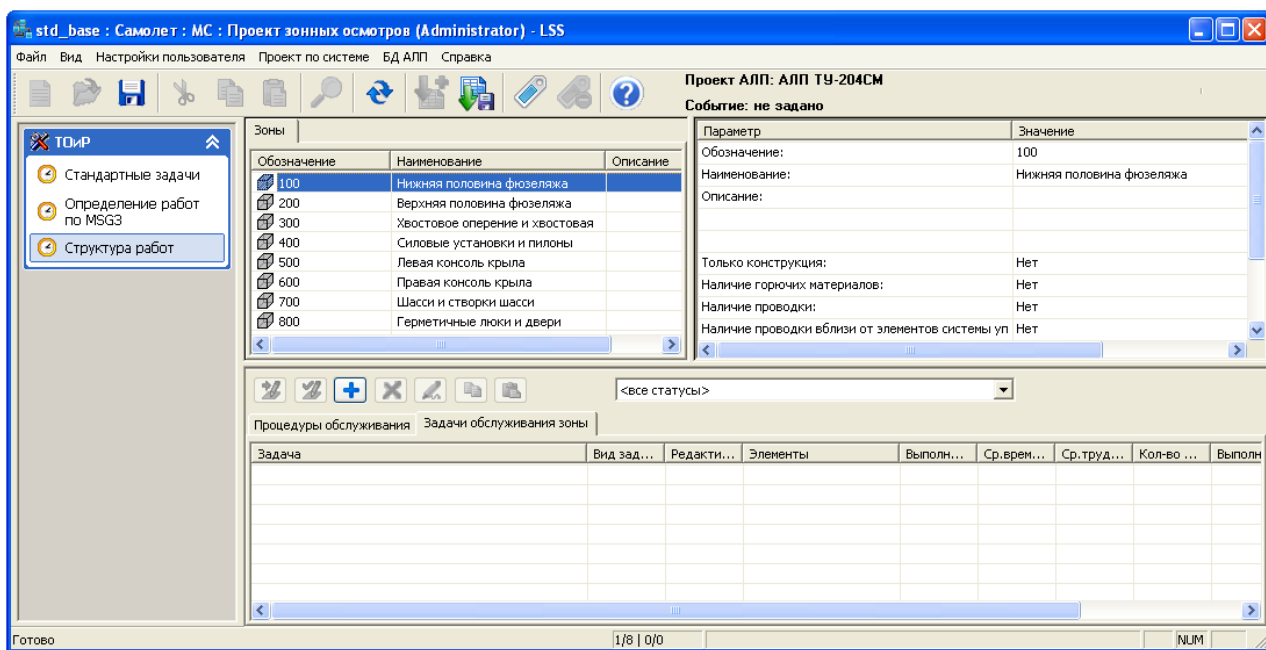 std_base : Самолет : МС : Проект зонных осмотров (Administrator) - LSS
Файл Вид Настройки пользователя Проект по системе БД АЛП Справка
Проект АЛП: АЛП ТУ-204СМ
Событие: не задано
ТОиР
Стандартные задачи
Определение работ
по MSG3
Структура работ
Зоны
Обозначение Наименование Описание
100 Нижняя половина фюзеляжа
200 Верхняя половина фюзеляжа
300 Хвостовое оперение и хвостовая
400 Силовые установки и пилоны
500 Левая консоль крыла
600 Правая консоль крыла
700 Шасси и створки шасси
800 Герметичные люки и двери
Параметр Значение
Обозначение: 100
Наименование: Нижняя половина фюзеляжа
Описание:
Только конструкция: Нет
Наличие горючих материалов: Нет
Наличие проводки: Нет
Наличие проводки вблизи от элементов системы уп Нет
<все статусы>
Процедуры обслуживания Задачи обслуживания зоны
Задача Вид зад... Редакти... Элементы Выполн... Ср.врем... Ср.труд... Кол-во ... Выполн
Готово 1/8 | 0/0 NUM